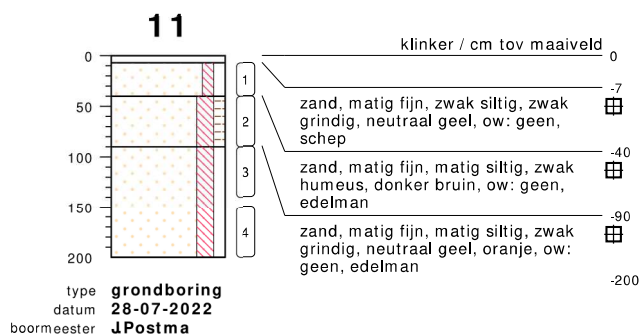 11
klinker / cm tov maaiveld
0
0
-7
1
zand, matig fijn, zwak siltig, zwak
grindig, neutraal geel, ow: geen,
schep
50
2
-40
zand, matig fijn, matig siltig, zwak
humeus, donker bruin, ow: geen,
edelman
100
3
-90
150
4
zand, matig fijn, matig siltig, zwak
grindig, neutraal geel, oranje, ow:
geen, edelman
200
-200
type grondboring
datum 28-07-2022
boormeester J.Postma